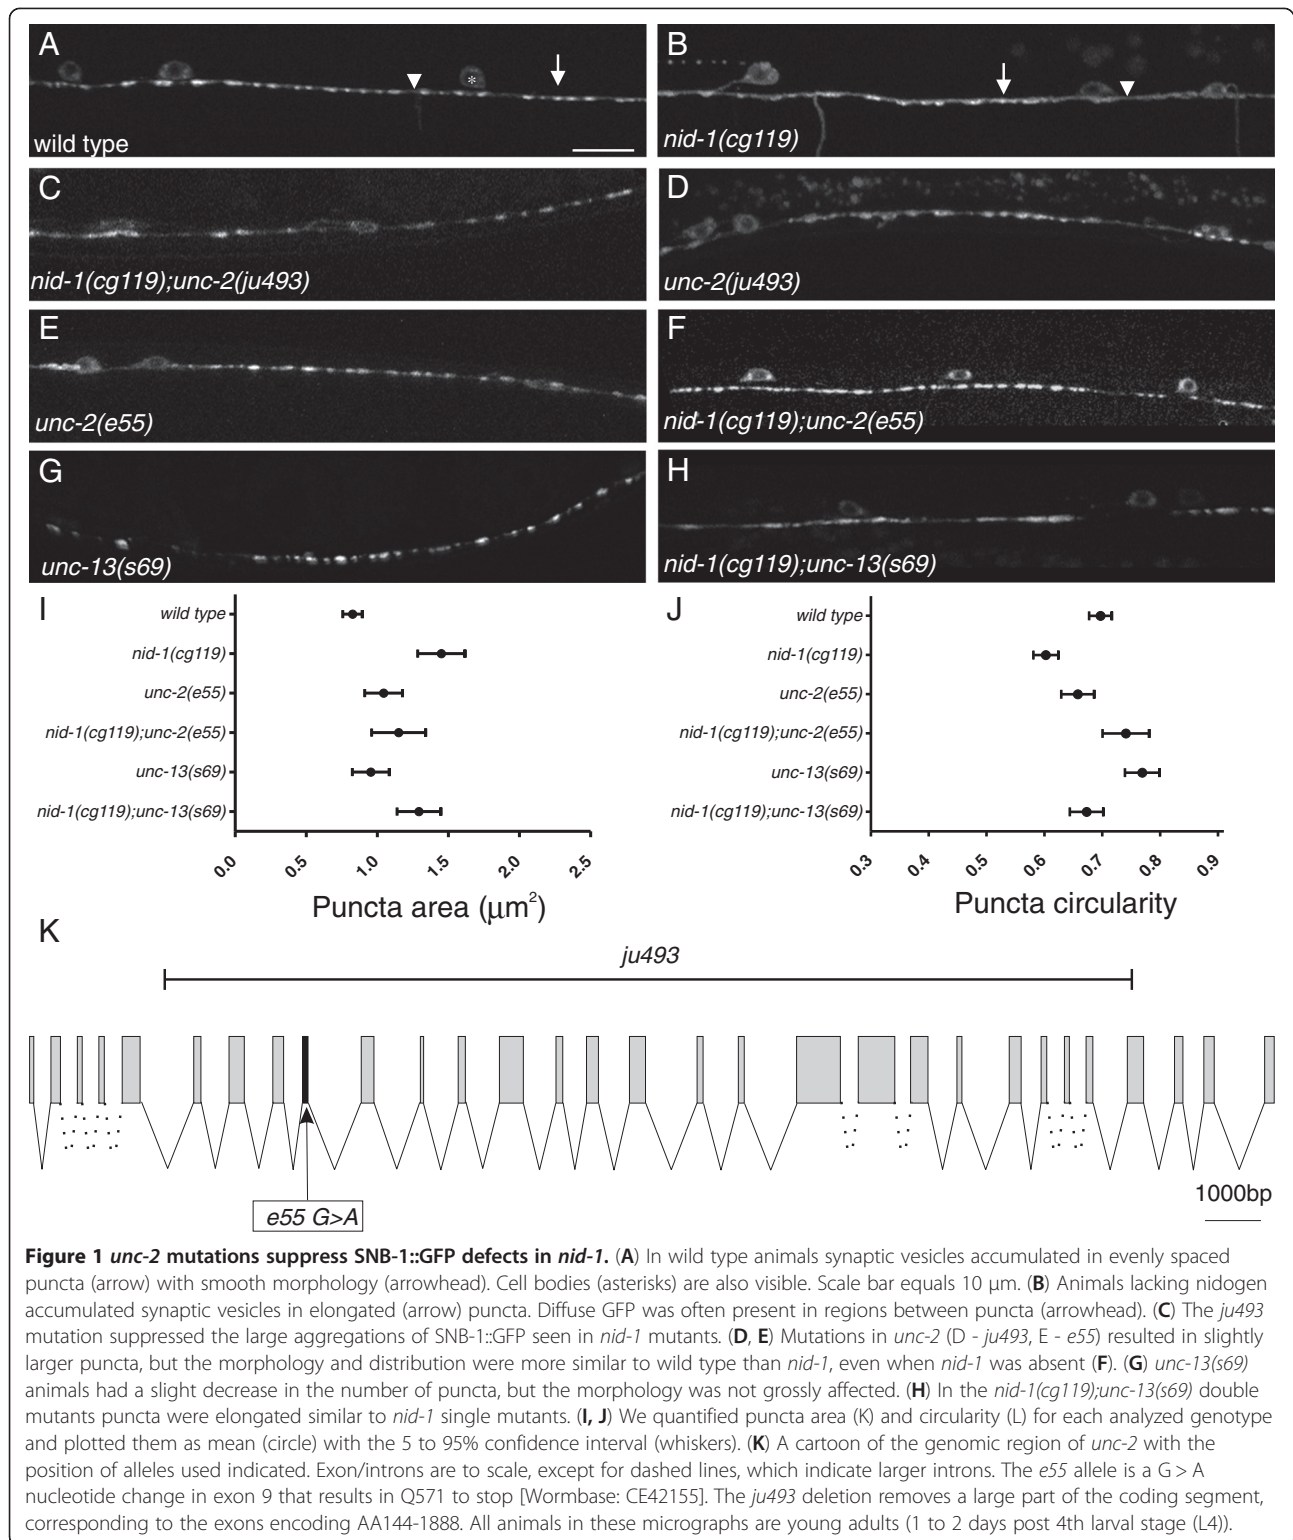 A
wild type
*
B
nid-1(cg119)
C
nid-1(cg119);unc-2(ju493)
D
unc-2(ju493)
E
unc-2(e55)
F
nid-1(cg119);unc-2(e55)
G
unc-13(s69)
H
nid-1(cg119);unc-13(s69)
I
wild type
nid-1(cg119)
unc-2(e55)
nid-1(cg119);unc-2(e55)
unc-13(s69)
nid-1(cg119);unc-13(s69)
0.0 0.5 1.0 1.5 2.0 2.5
Puncta area (μm²)
J
wild type
nid-1(cg119)
unc-2(e55)
nid-1(cg119);unc-2(e55)
unc-13(s69)
nid-1(cg119);unc-13(s69)
0.3 0.4 0.5 0.6 0.7 0.8 0.9
Puncta circularity
K
ju493
e55 G>A
1000bp
Figure 1 unc-2 mutations suppress SNB-1::GFP defects in nid-1. (A) In wild type animals synaptic vesicles accumulated in evenly spaced
puncta (arrow) with smooth morphology (arrowhead). Cell bodies (asterisks) are also visible. Scale bar equals 10 μm. (B) Animals lacking nidogen
accumulated synaptic vesicles in elongated (arrow) puncta. Diffuse GFP was often present in regions between puncta (arrowhead). (C) The ju493
mutation suppressed the large aggregations of SNB-1::GFP seen in nid-1 mutants. (D, E) Mutations in unc-2 (D - ju493, E - e55) resulted in slightly
larger puncta, but the morphology and distribution were more similar to wild type than nid-1, even when nid-1 was absent (F). (G) unc-13(s69)
animals had a slight decrease in the number of puncta, but the morphology was not grossly affected. (H) In the nid-1(cg119);unc-13(s69) double
mutants puncta were elongated similar to nid-1 single mutants. (I, J) We quantified puncta area (K) and circularity (L) for each analyzed genotype
and plotted them as mean (circle) with the 5 to 95% confidence interval (whiskers). (K) A cartoon of the genomic region of unc-2 with the
position of alleles used indicated. Exon/introns are to scale, except for dashed lines, which indicate larger introns. The e55 allele is a G > A
nucleotide change in exon 9 that results in Q571 to stop [Wormbase: CE42155]. The ju493 deletion removes a large part of the coding segment,
corresponding to the exons encoding AA144-1888. All animals in these micrographs are young adults (1 to 2 days post 4th larval stage (L4)).